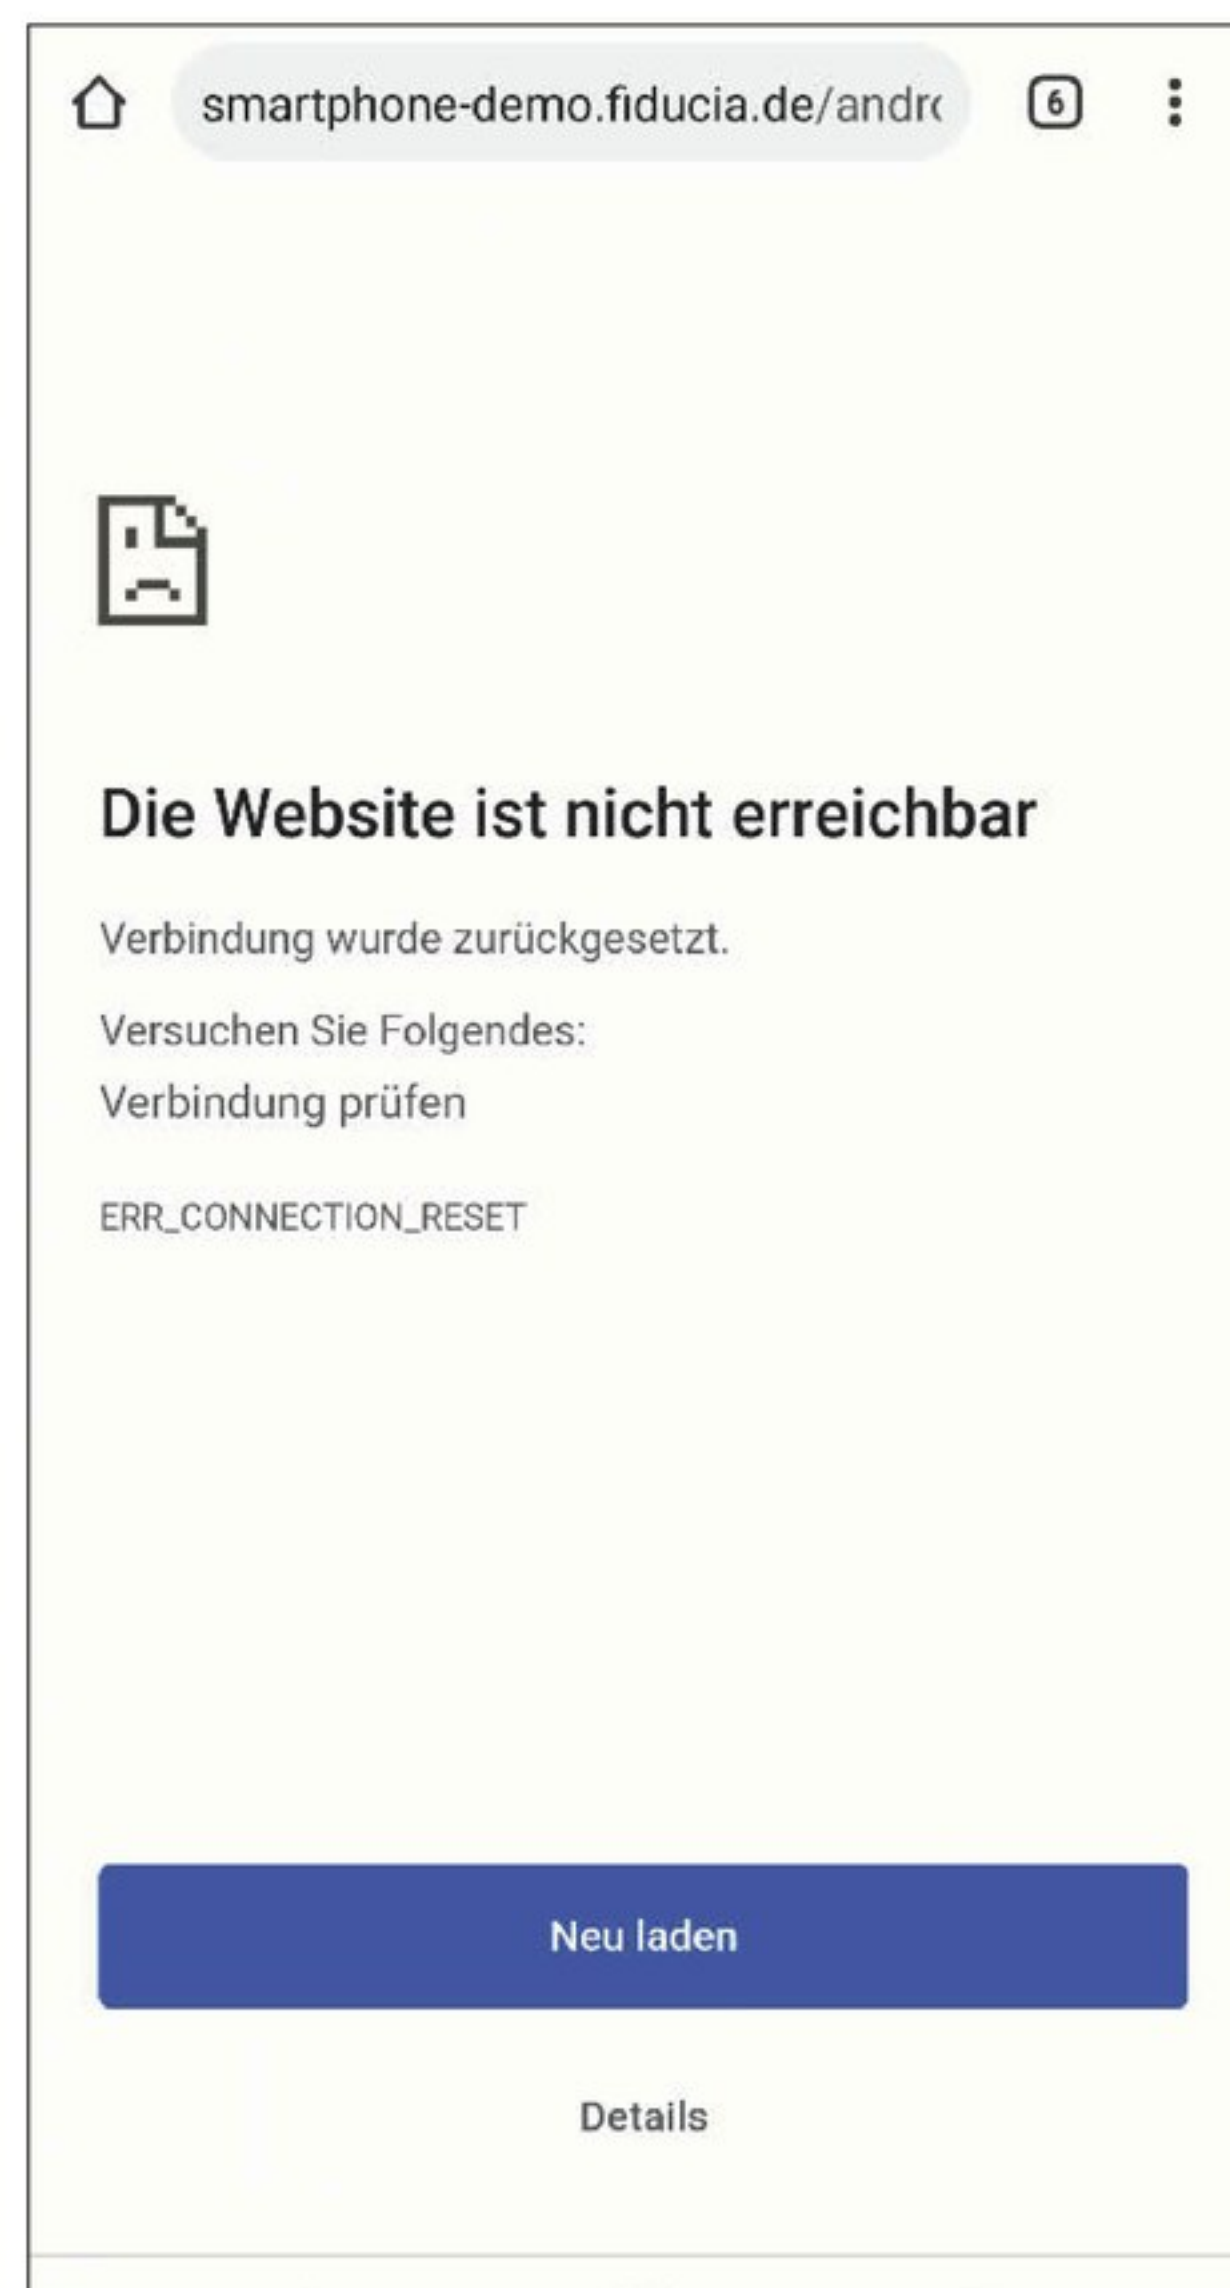 smartphone-demo.fiducia.de/andr
6
Die Website ist nicht erreichbar
Verbindung wurde zurückgesetzt.
Versuchen Sie Folgendes:
Verbindung prüfen
ERR_CONNECTION_RESET
Neu laden
Details